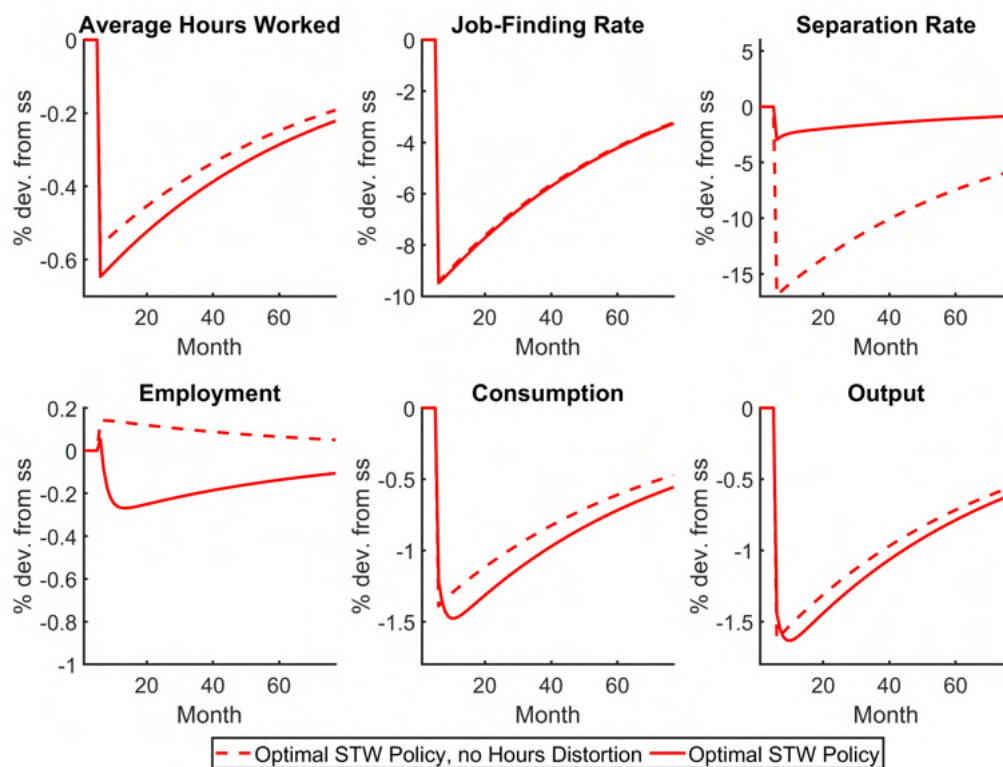 Average Hours Worked
% dev. from ss
0
-0.2
-0.4
-0.6
20
40
60
Month
Job-Finding Rate
% dev. from ss
0
-2
-4
-6
-8
-10
20
40
60
Month
Separation Rate
% dev. from ss
5
0
-5
-10
-15
20
40
60
Month
Employment
% dev. from ss
0.2
0
-0.2
-0.4
-0.6
-0.8
-1
20
40
60
Month
Consumption
% dev. from ss
0
-0.5
-1
-1.5
20
40
60
Month
Output
% dev. from ss
0
-0.5
-1
-1.5
20
40
60
Month
Optimal STW Policy, no Hours Distortion
Optimal STW Policy